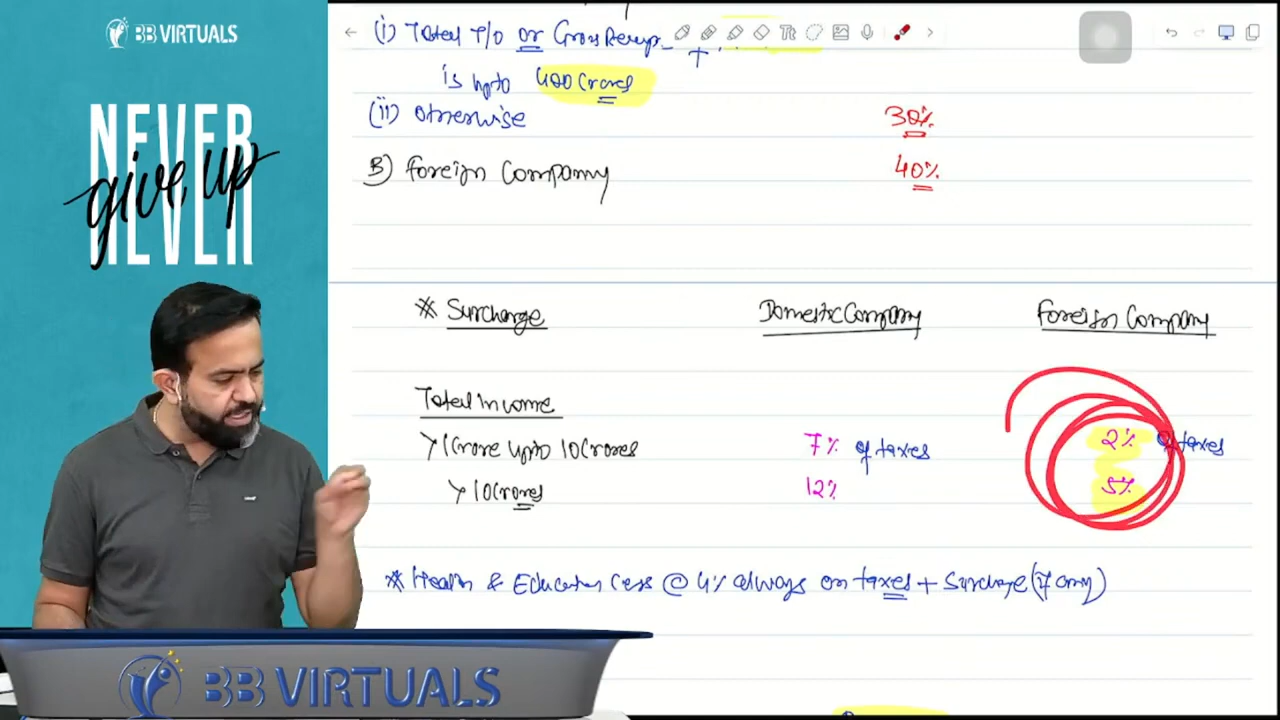 BB VIRTUALS
NEVER
give up
NEVER
(i) Total T/O or Gross
is upto 400 Crores
(ii) Otherwise 30%
B) Foreign Company 40%
* Surcharge Domestic Company Foreign Company
Total Income
>1 Crore upto 10 Crores 7% of taxes 2% of taxes
>10 Crores 12% 5%
* Health & Education Cess @ 4% always on taxes + Surcharge (if any)
BB VIRTUALS